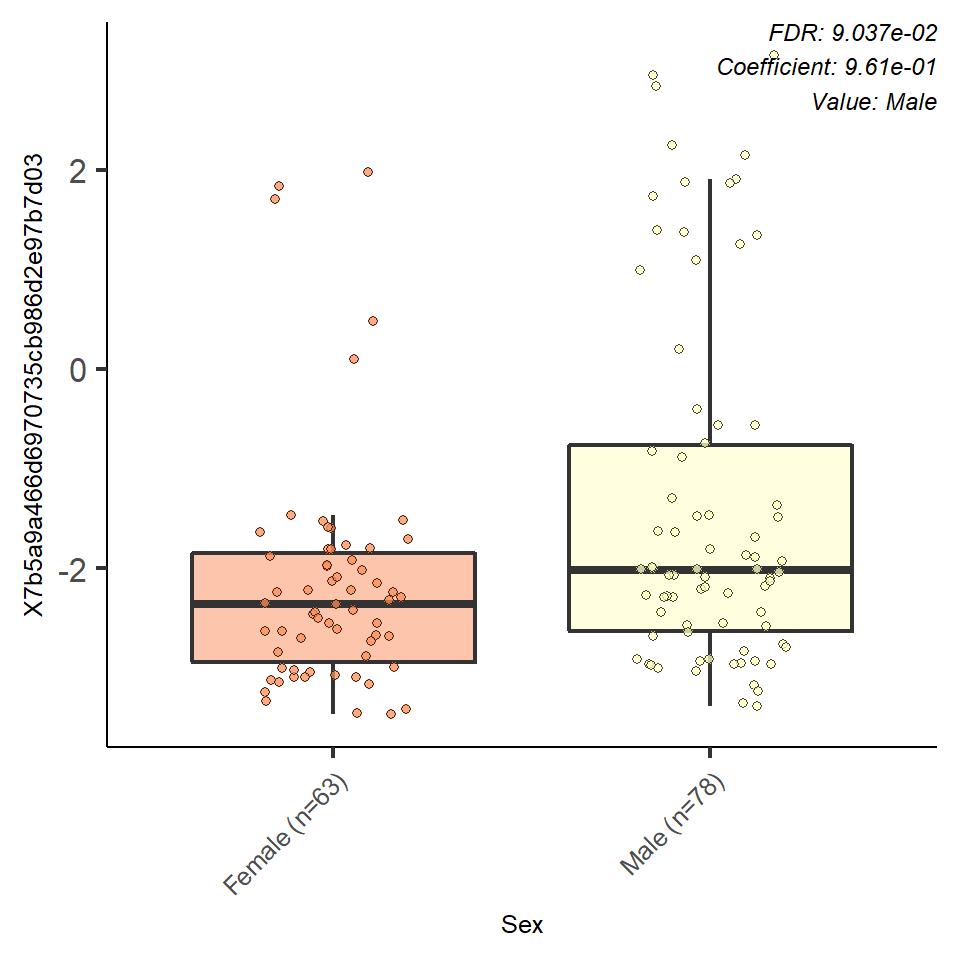 FDR: 9.037e-02
Coefficient: 9.61e-01
Value: Male
X7b5a9a466d6970735cb986d2e97b7d03
2
0
-2
Female (n=63)
Male (n=78)
Sex